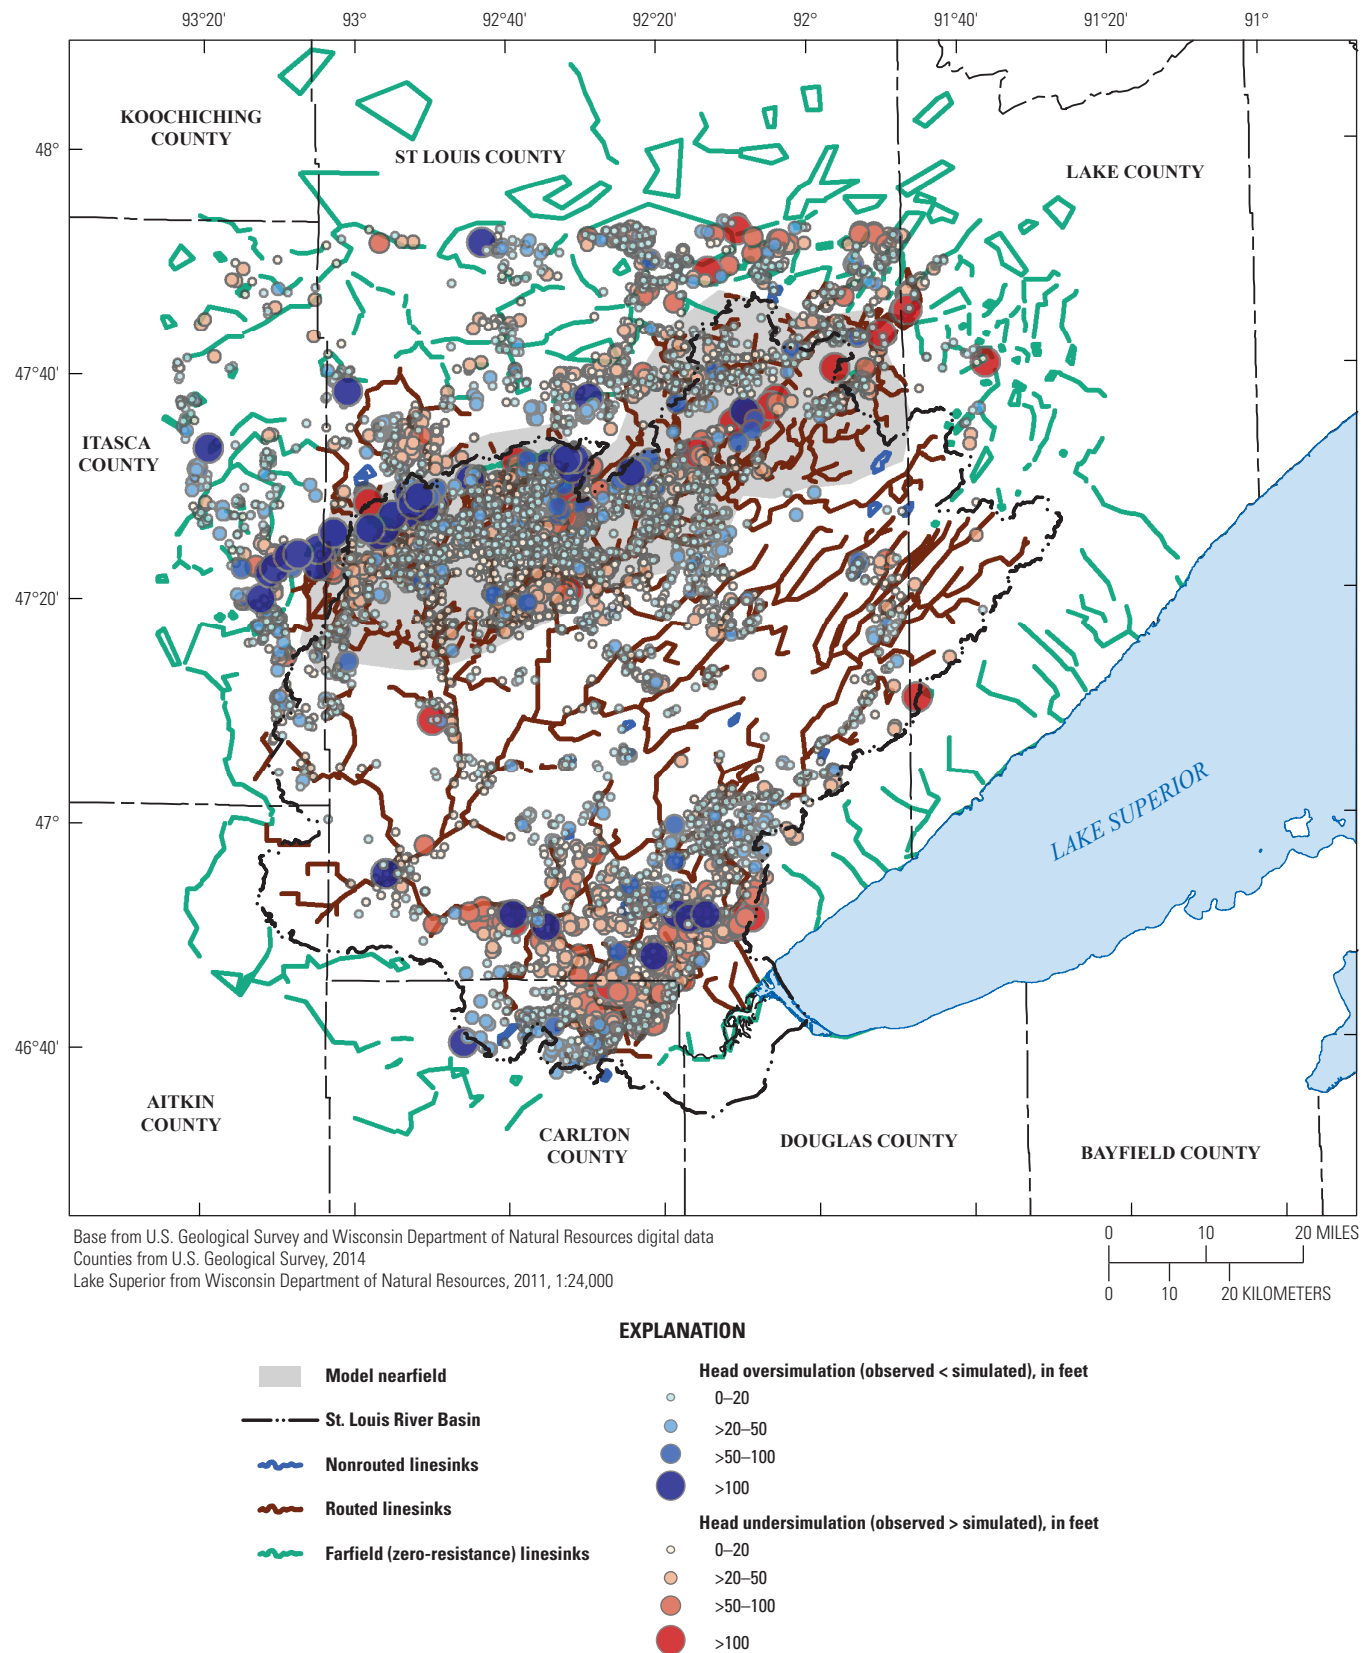 93°20'
93°
92°40'
92°20'
92°
91°40'
91°20'
91°
KOOCHICHING
COUNTY
ST LOUIS COUNTY
LAKE COUNTY
48°
47°40'
ITASCA
COUNTY
47°20'
LAKE SUPERIOR
47°
46°40'
AITKIN
COUNTY
CARLTON
COUNTY
DOUGLAS COUNTY
BAYFIELD COUNTY
Base from U.S. Geological Survey and Wisconsin Department of Natural Resources digital data
Counties from U.S. Geological Survey, 2014
Lake Superior from Wisconsin Department of Natural Resources, 2011, 1:24,000
0 10 20 MILES
0 10 20 KILOMETERS
EXPLANATION
Model nearfield
St. Louis River Basin
Nonrouted linesinks
Routed linesinks
Farfield (zero-resistance) linesinks
Head oversimulation (observed < simulated), in feet
0–20
>20–50
>50–100
>100
Head undersimulation (observed > simulated), in feet
0–20
>20–50
>50–100
>100